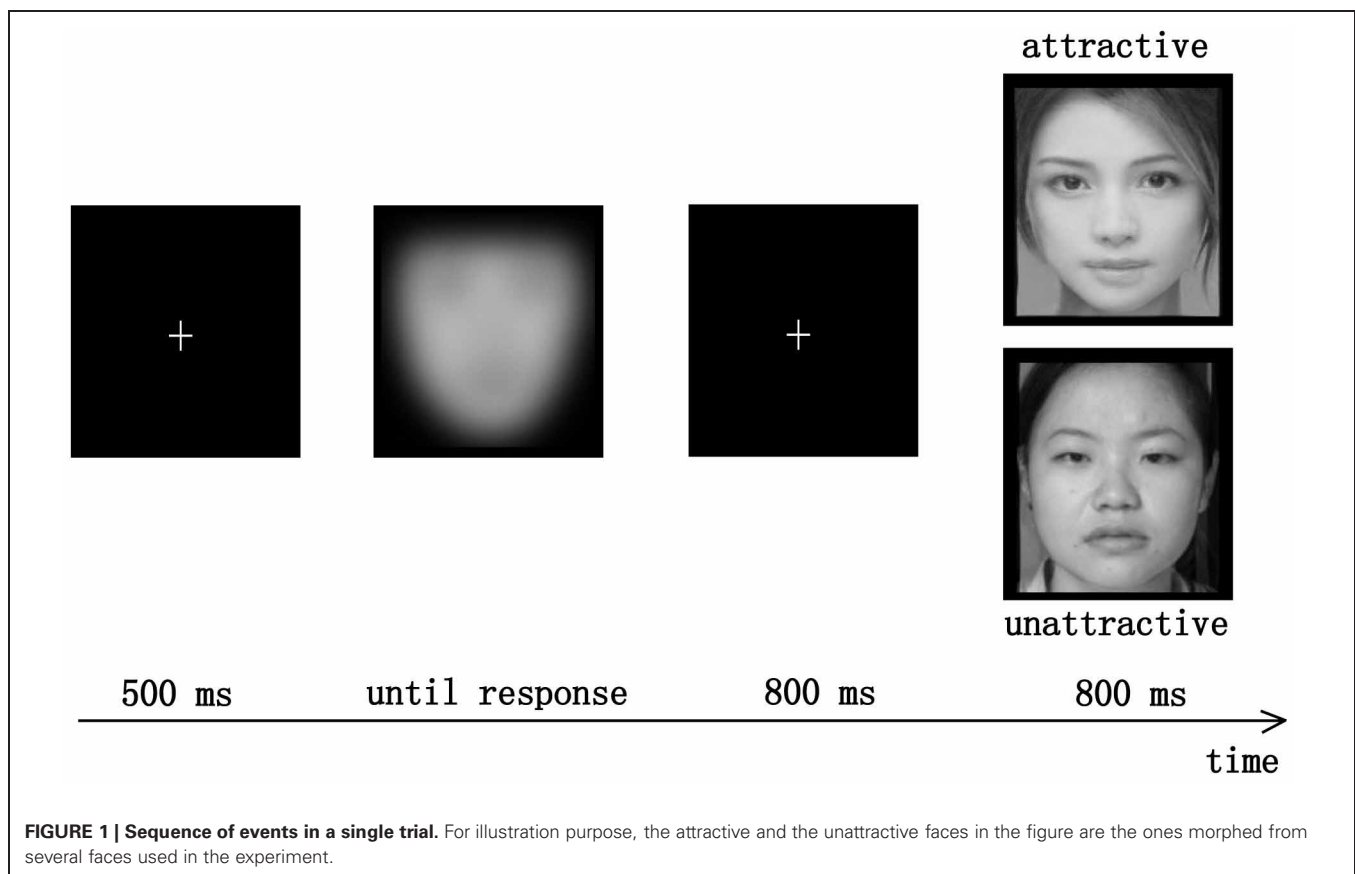 attractive
unattractive
500 ms
until response
800 ms
800 ms
time
FIGURE 1 | Sequence of events in a single trial. For illustration purpose, the attractive and the unattractive faces in the figure are the ones morphed from
several faces used in the experiment.